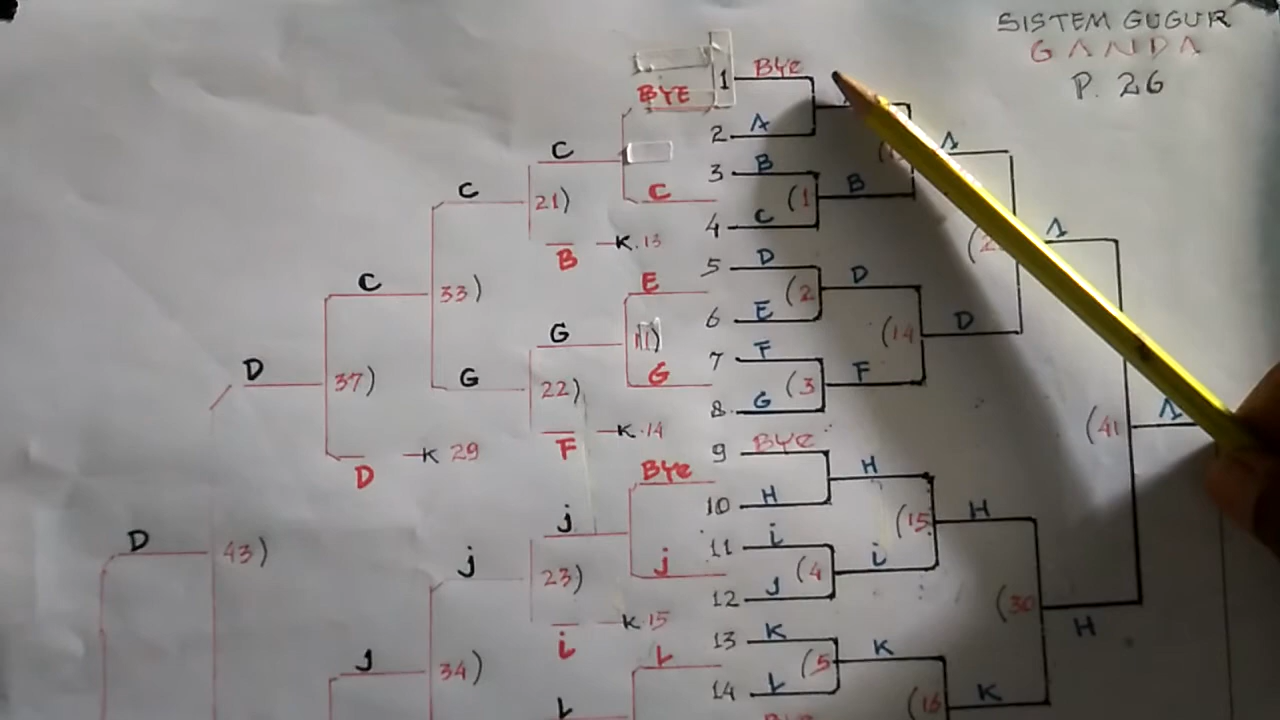 SISTEM GUGUR
GANDA
P. 26
1 Bye
BYE
2 A
C
3 B
A
C
C
4 C
(1
B
21)
B
K.13
5 D
A
E
(2
D
C
33)
6 E
G
11)
7 F
(14
D
G
37)
D
G
22)
G
8. G
(3
F
F
K.14
9 Bye
(41
A
D
K 29
Bye
10 H
H
j
11 i
(15
H
D
43)
j
23)
j
12 J
(4
i
i
K.15
13 K
(30
H
J
34)
L
14 L
(5
K
L
(16
K